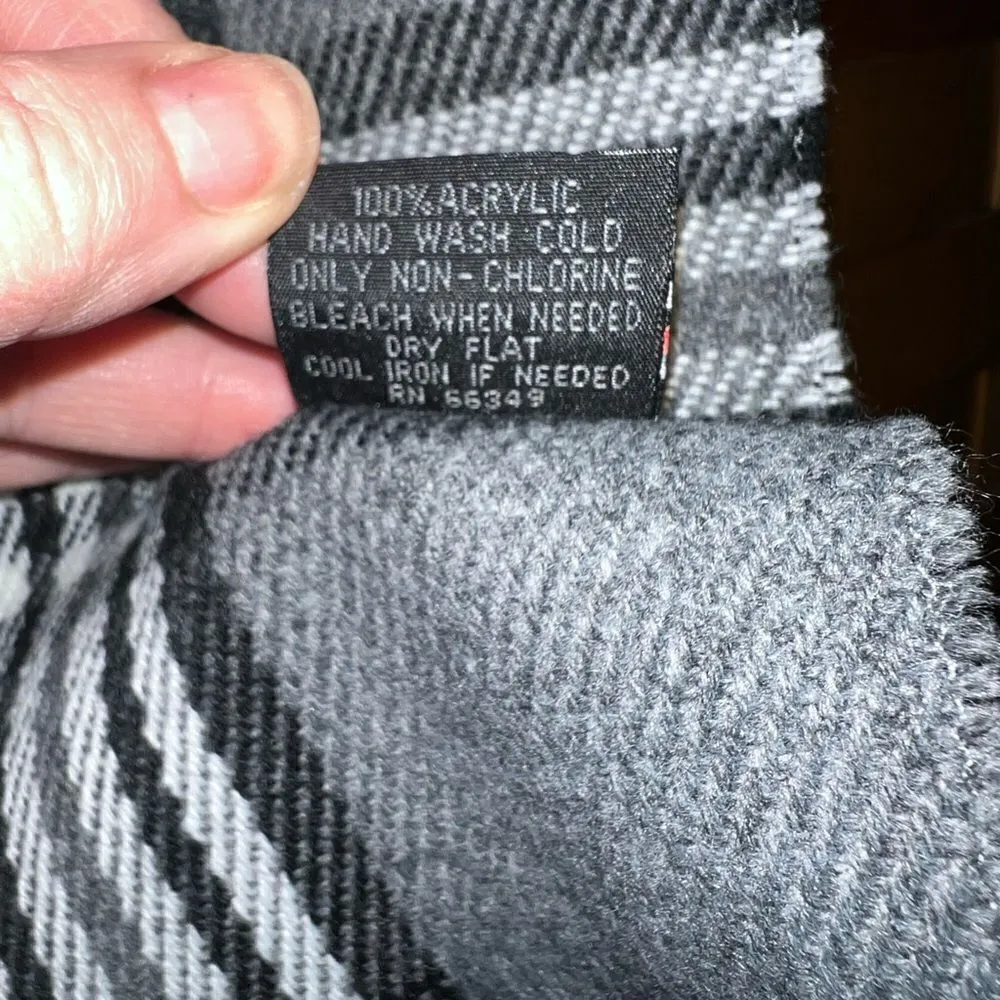 100% ACRYLIC
HAND WASH COLD
ONLY NON-CHLORINE
BLEACH WHEN NEEDED
DRY FLAT
COOL IRON IF NEEDED
RN 66349